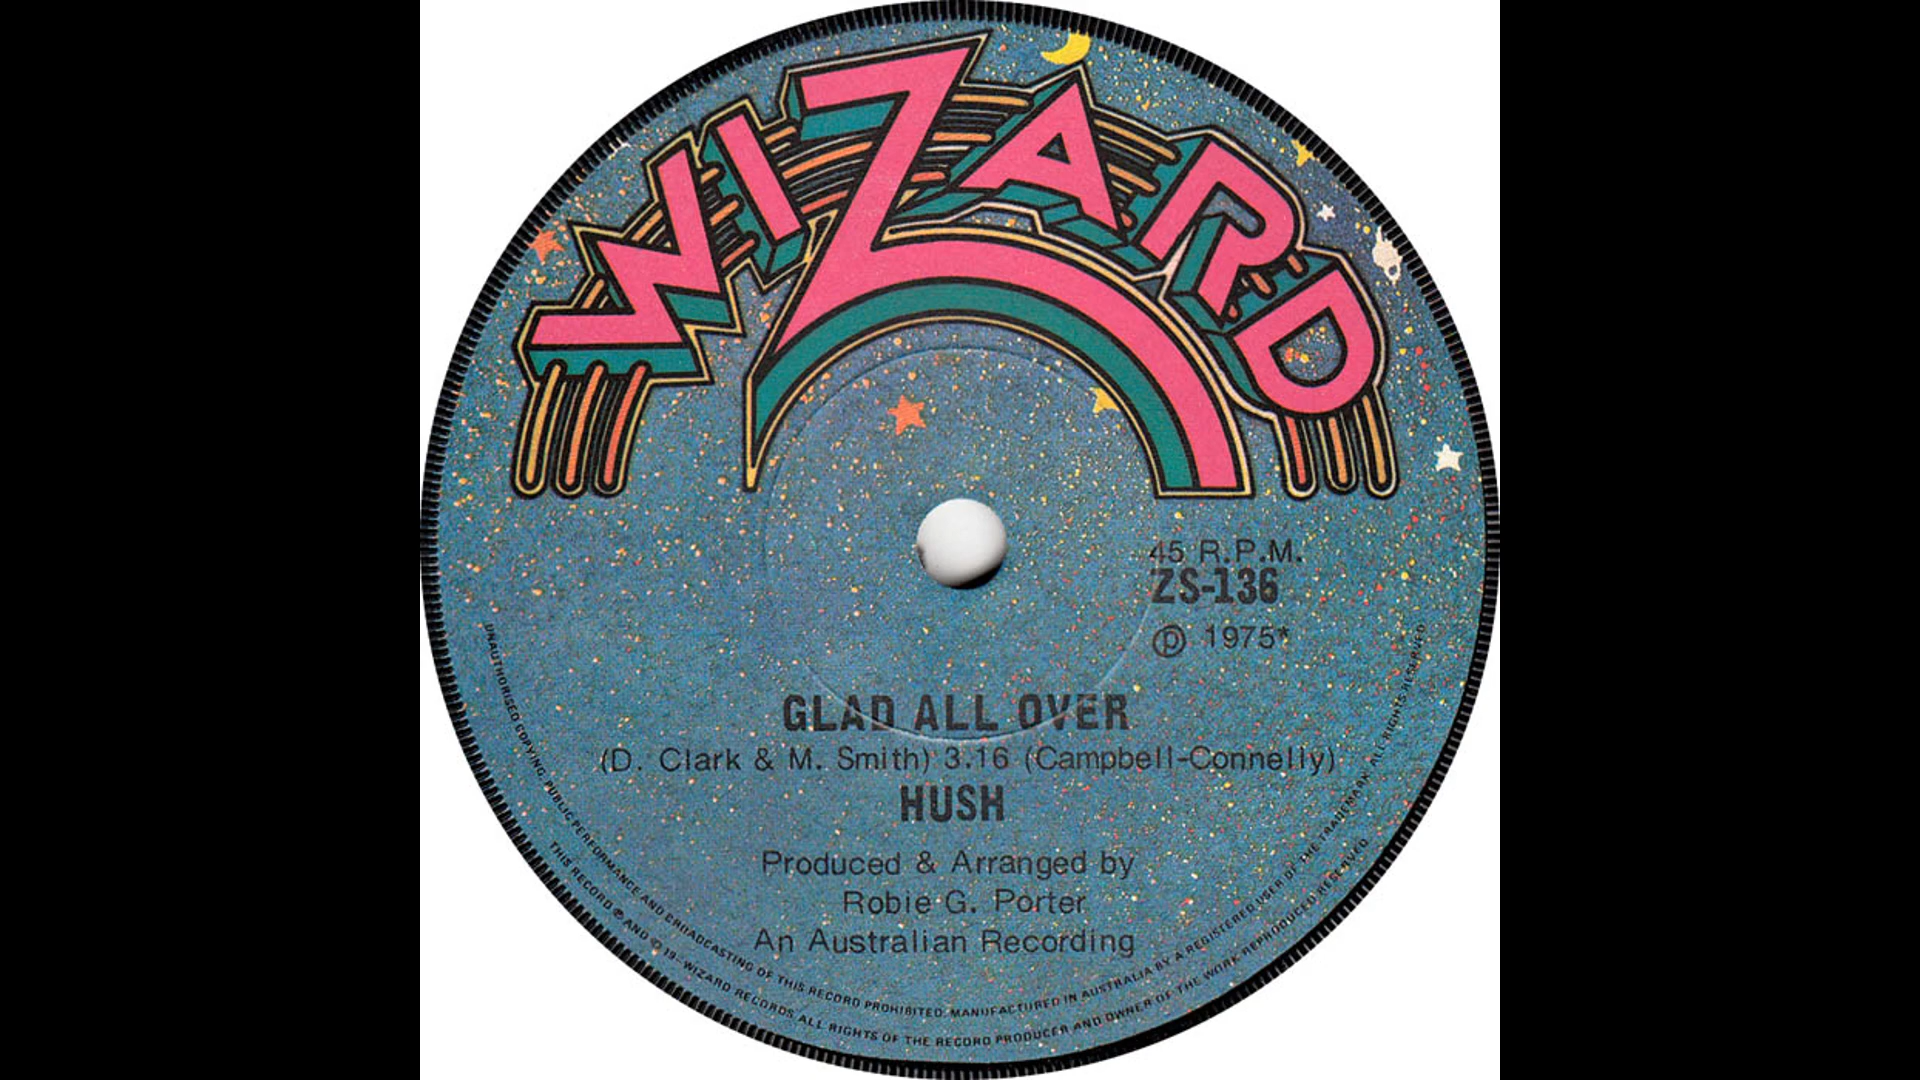 WIZARD
45 R.P.M.
ZS-136
℗ 1975*
GLAD ALL OVER
(D. Clark & M. Smith) 3.16 (Campbell-Connelly)
HUSH
Produced & Arranged by
Robie G. Porter
An Australian Recording
UNAUTHORISED COPYING, PUBLIC PERFORMANCE AND BROADCASTING OF THIS RECORD PROHIBITED. MANUFACTURED IN AUSTRALIA BY A REGISTERED USER OF THE TRADEMARK. ALL RIGHTS RESERVED
THIS RECORD ℗ AND © 19– WIZARD RECORDS. ALL RIGHTS OF THE RECORD PRODUCER AND OWNER OF THE WORK REPRODUCED RESERVED